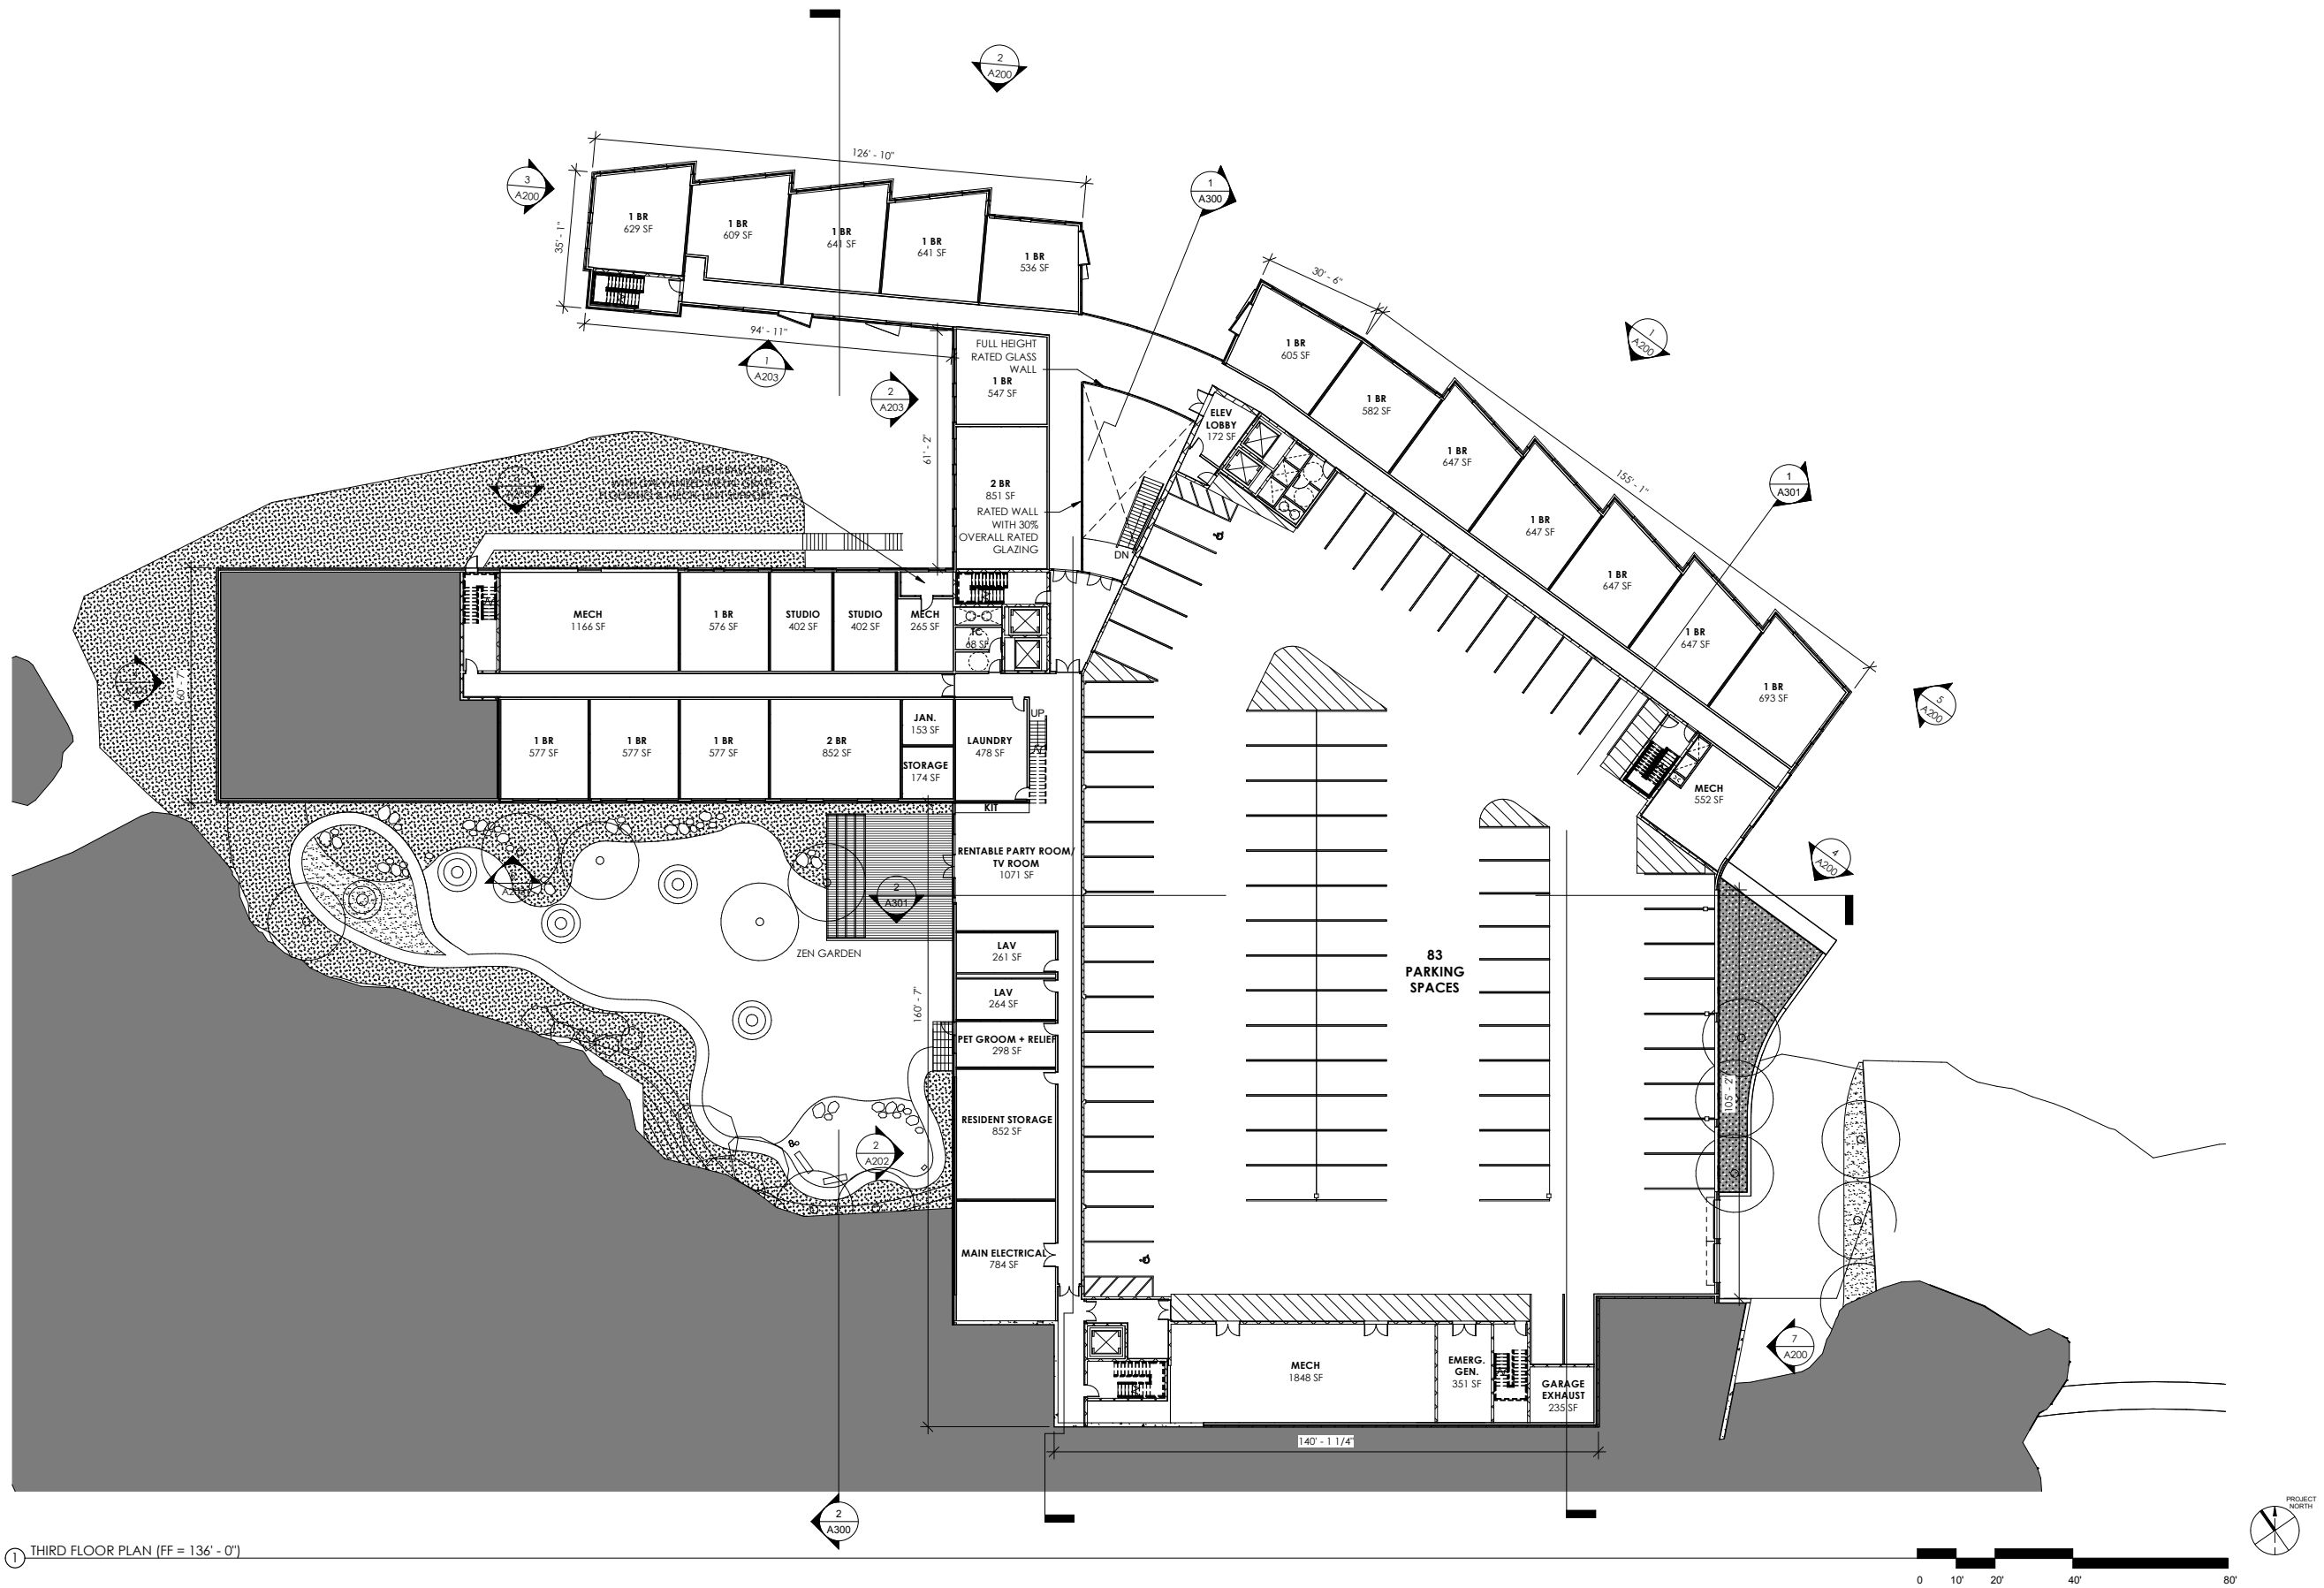 2
A200
126' - 10"
3
A200
1
A300
35' - 1"
1 BR
629 SF
1 BR
609 SF
1 BR
641 SF
1 BR
641 SF
1 BR
536 SF
30' - 6"
94' - 11"
1
A203
2
A203
FULL HEIGHT
RATED GLASS
WALL
1 BR
547 SF
1
A200
1 BR
605 SF
1 BR
582 SF
ELEV
LOBBY
172 SF
61' - 2"
1 BR
647 SF
155' - 1"
1
A301
2 BR
851 SF
RATED WALL
WITH 30%
OVERALL RATED
GLAZING
DN
1 BR
647 SF
1 BR
647 SF
1 BR
647 SF
1 BR
693 SF
5
A200
MECH
1166 SF
1 BR
576 SF
STUDIO
402 SF
STUDIO
402 SF
MECH
265 SF
TC
68 SF
60' - 7"
1 BR
577 SF
1 BR
577 SF
1 BR
577 SF
2 BR
852 SF
JAN.
153 SF
STORAGE
174 SF
LAUNDRY
478 SF
UP
KIT
MECH
552 SF
4
A200
RENTABLE PARTY ROOM/
TV ROOM
1071 SF
2
A301
ZEN GARDEN
LAV
261 SF
LAV
264 SF
83
PARKING
SPACES
160' - 7"
PET GROOM + RELIEF
298 SF
RESIDENT STORAGE
852 SF
105' - 2"
2
A202
MAIN ELECTRICAL
784 SF
7
A200
MECH
1848 SF
EMERG.
GEN.
351 SF
GARAGE
EXHAUST
235 SF
140' - 1 1/4"
2
A300
PROJECT
NORTH
1
THIRD FLOOR PLAN (FF = 136' - 0")
0 10' 20' 40' 80'